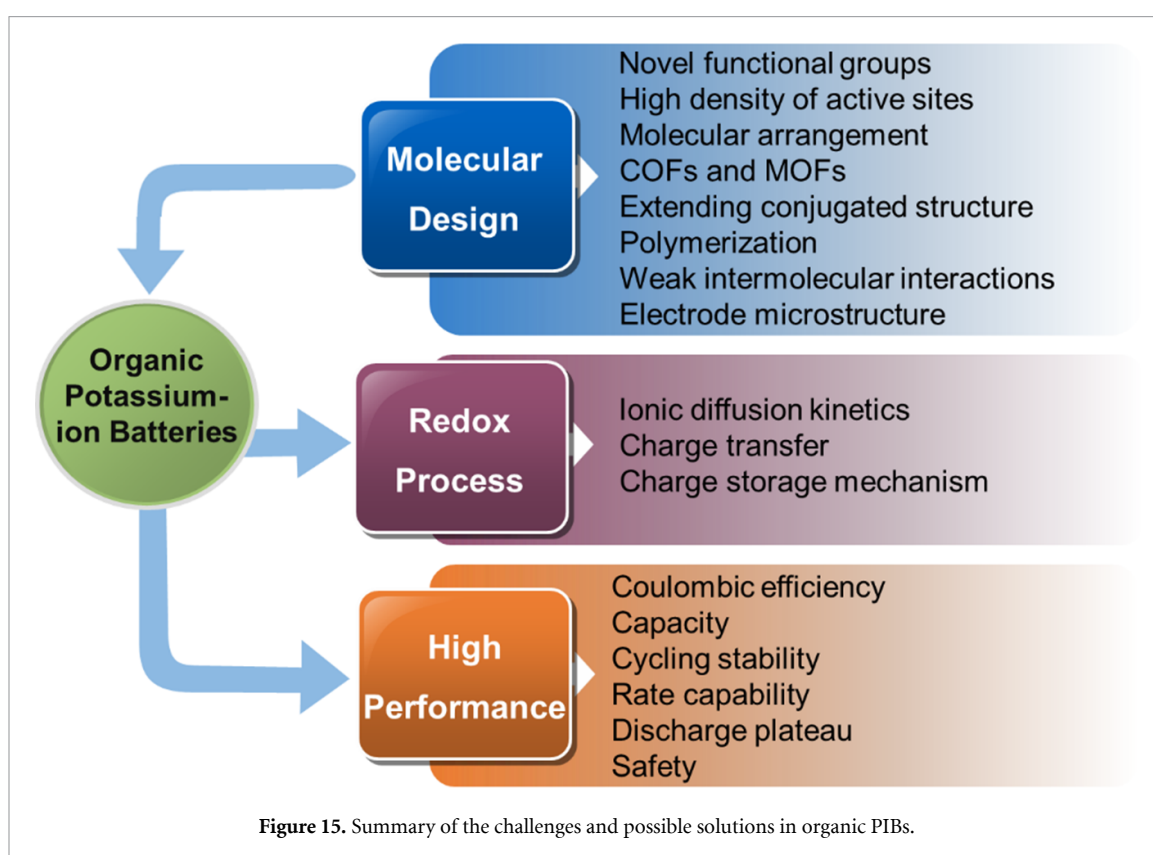 Novel functional groups
High density of active sites
Molecular arrangement
COFs and MOFs
Extending conjugated structure
Polymerization
Weak intermolecular interactions
Electrode microstructure
Molecular
Design
Organic
Potassium-
ion Batteries
Redox
Process
Ionic diffusion kinetics
Charge transfer
Charge storage mechanism
High
Performance
Coulombic efficiency
Capacity
Cycling stability
Rate capability
Discharge plateau
Safety
Figure 15. Summary of the challenges and possible solutions in organic PIBs.